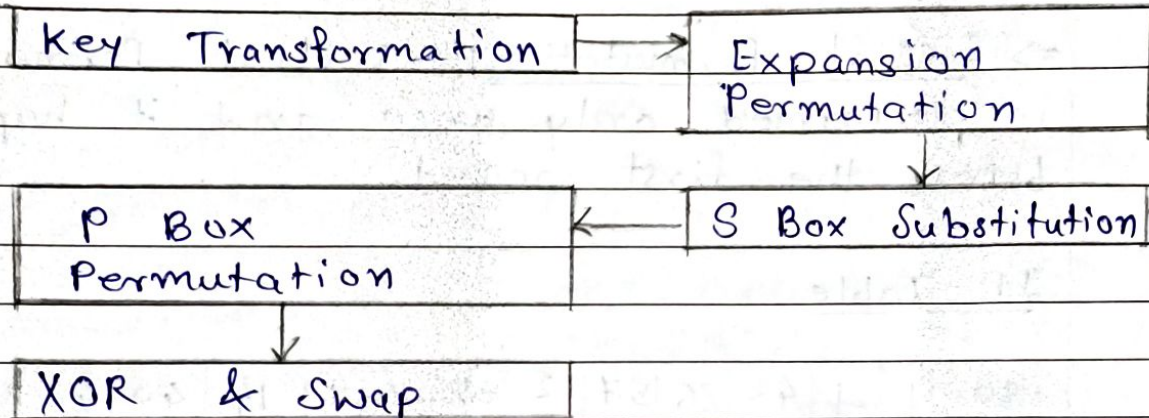 Key Transformation
Expansion
Permutation
S Box Substitution
P Box
Permutation
XOR & Swap